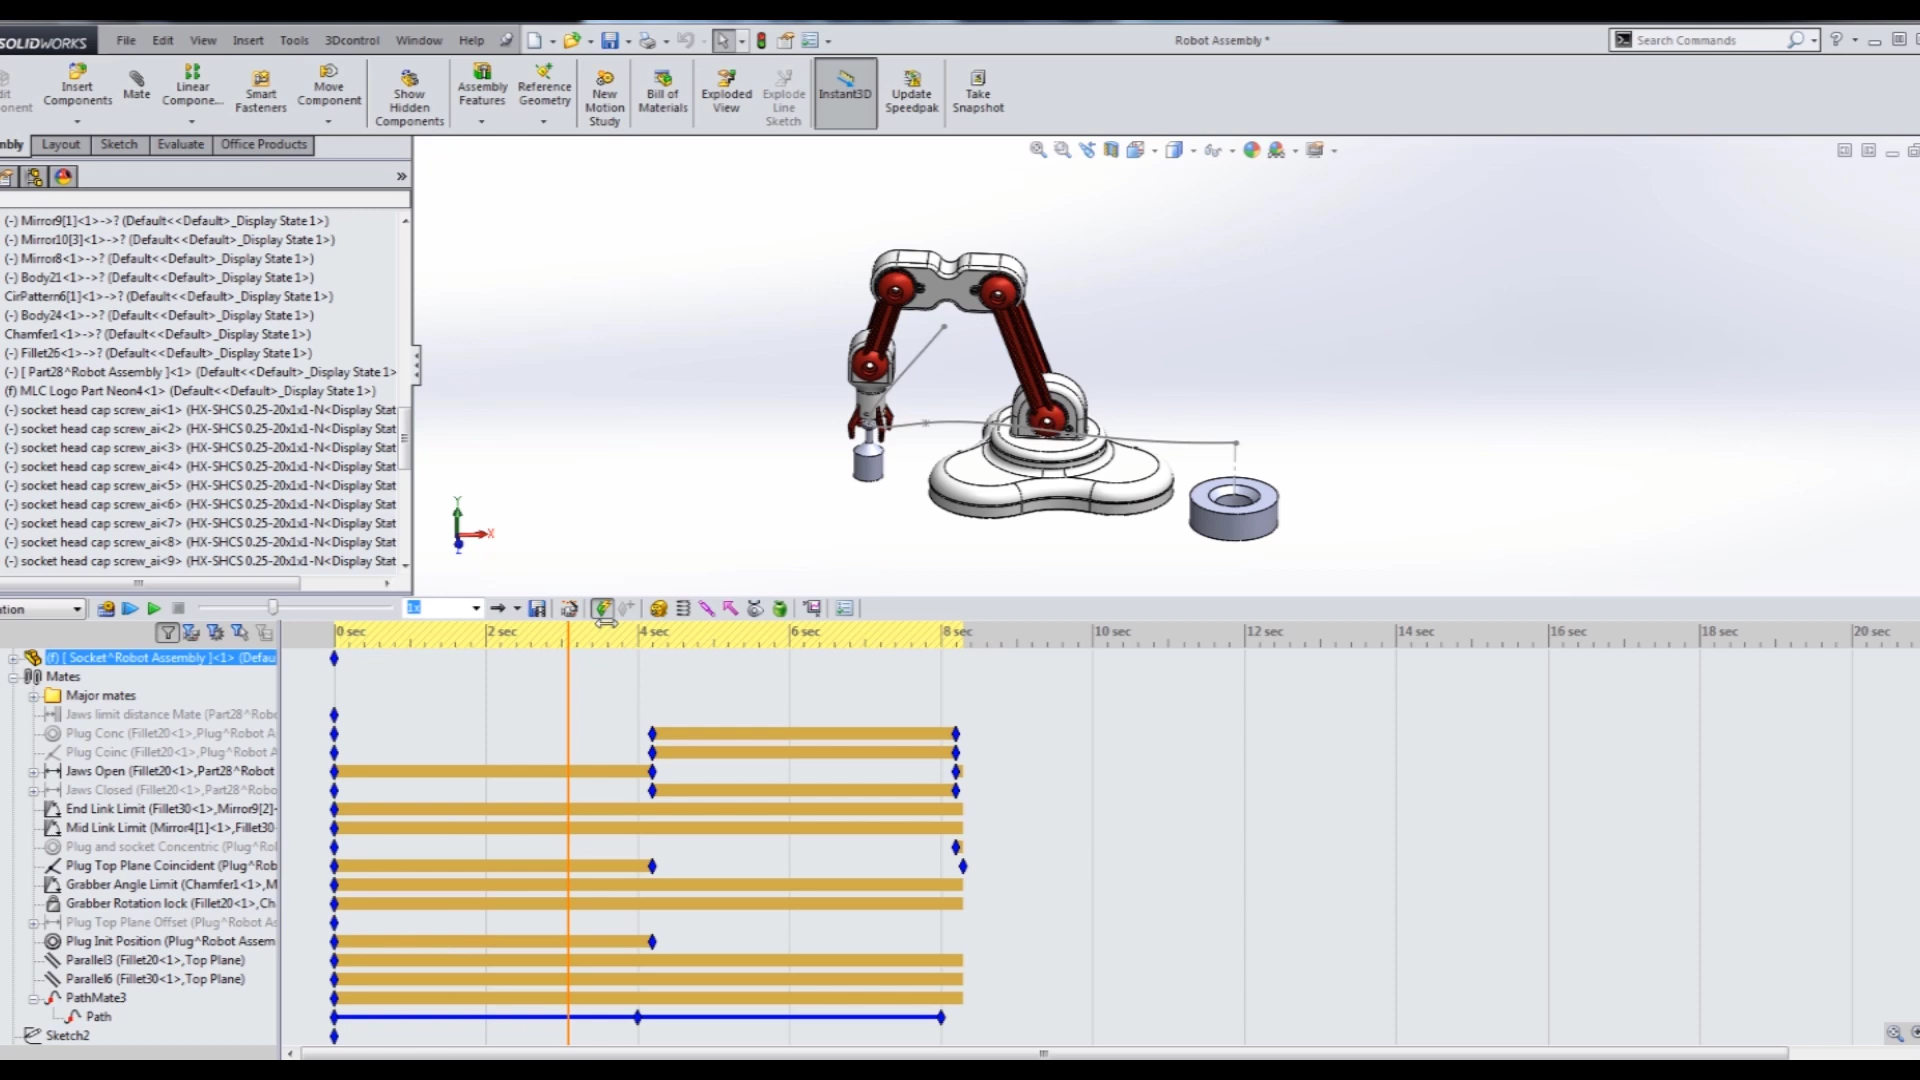 SOLIDWORKS File Edit View Insert Tools 3Dcontrol Window Help Robot Assembly * Search Commands
Insert Components
Mate
Linear Compone...
Smart Fasteners
Move Component
Show Hidden Components
Assembly Features
Reference Geometry
New Motion Study
Bill of Materials
Exploded View
Explode Line Sketch
Instant3D
Update Speedpak
Take Snapshot
mbly Layout Sketch Evaluate Office Products
(-) Mirror9[1]<1>->? (Default<<Default>_Display State 1>)
(-) Mirror10[3]<1>->? (Default<<Default>_Display State 1>)
(-) Mirror8<1>->? (Default<<Default>_Display State 1>)
(-) Body21<1>->? (Default<<Default>_Display State 1>)
CirPattern6[1]<1>->? (Default<<Default>_Display State 1>)
(-) Body24<1>->? (Default<<Default>_Display State 1>)
Chamfer1<1>->? (Default<<Default>_Display State 1>)
(-) Fillet26<1>->? (Default<<Default>_Display State 1>)
(-) [ Part28^Robot Assembly ]<1> (Default<<Default>_Display State 1>
(f) MLC Logo Part Neon4<1> (Default<<Default>_Display State 1>)
(-) socket head cap screw_ai<1> (HX-SHCS 0.25-20x1x1-N<Display Stat
(-) socket head cap screw_ai<2> (HX-SHCS 0.25-20x1x1-N<Display Stat
(-) socket head cap screw_ai<3> (HX-SHCS 0.25-20x1x1-N<Display Stat
(-) socket head cap screw_ai<4> (HX-SHCS 0.25-20x1x1-N<Display Stat
(-) socket head cap screw_ai<5> (HX-SHCS 0.25-20x1x1-N<Display Stat
(-) socket head cap screw_ai<6> (HX-SHCS 0.25-20x1x1-N<Display Stat
(-) socket head cap screw_ai<7> (HX-SHCS 0.25-20x1x1-N<Display Stat
(-) socket head cap screw_ai<8> (HX-SHCS 0.25-20x1x1-N<Display Stat
(-) socket head cap screw_ai<9> (HX-SHCS 0.25-20x1x1-N<Display Stat
Y
X
Z
ation 1x
0 sec 2 sec 4 sec 6 sec 8 sec 10 sec 12 sec 14 sec 16 sec 18 sec 20 sec
(f) [ Socket^Robot Assembly ]<1> (Defau
Mates
Major mates
Jaws limit distance Mate (Part28^Robo
Plug Conc (Fillet20<1>,Plug^Robot A
Plug Coinc (Fillet20<1>,Plug^Robot A
Jaws Open (Fillet20<1>,Part28^Robot
Jaws Closed (Fillet20<1>,Part28^Robo
End Link Limit (Fillet30<1>,Mirror9[2]<
Mid Link Limit (Mirror4[1]<1>,Fillet30
Plug and socket Concentric (Plug^Rol
Plug Top Plane Coincident (Plug^Rob
Grabber Angle Limit (Chamfer1<1>,M
Grabber Rotation lock (Fillet20<1>,Ch
Plug Top Plane Offset (Plug^Robot As
Plug Init Position (Plug^Robot Assem
Parallel3 (Fillet20<1>,Top Plane)
Parallel6 (Fillet30<1>,Top Plane)
PathMate3
Path
Sketch2